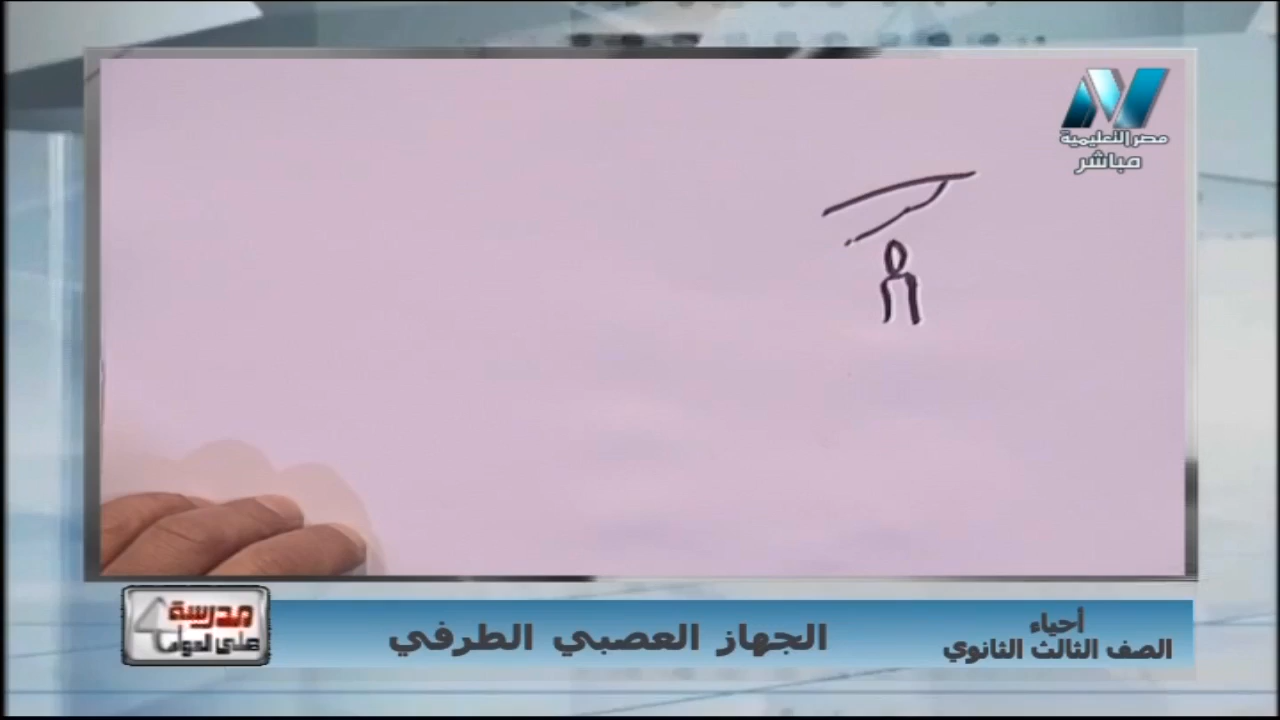 مصر التعليمية
مباشر
أحياء
الصف الثالث الثانوي
الجهاز العصبي الطرفي
مدرسة
على الهواء